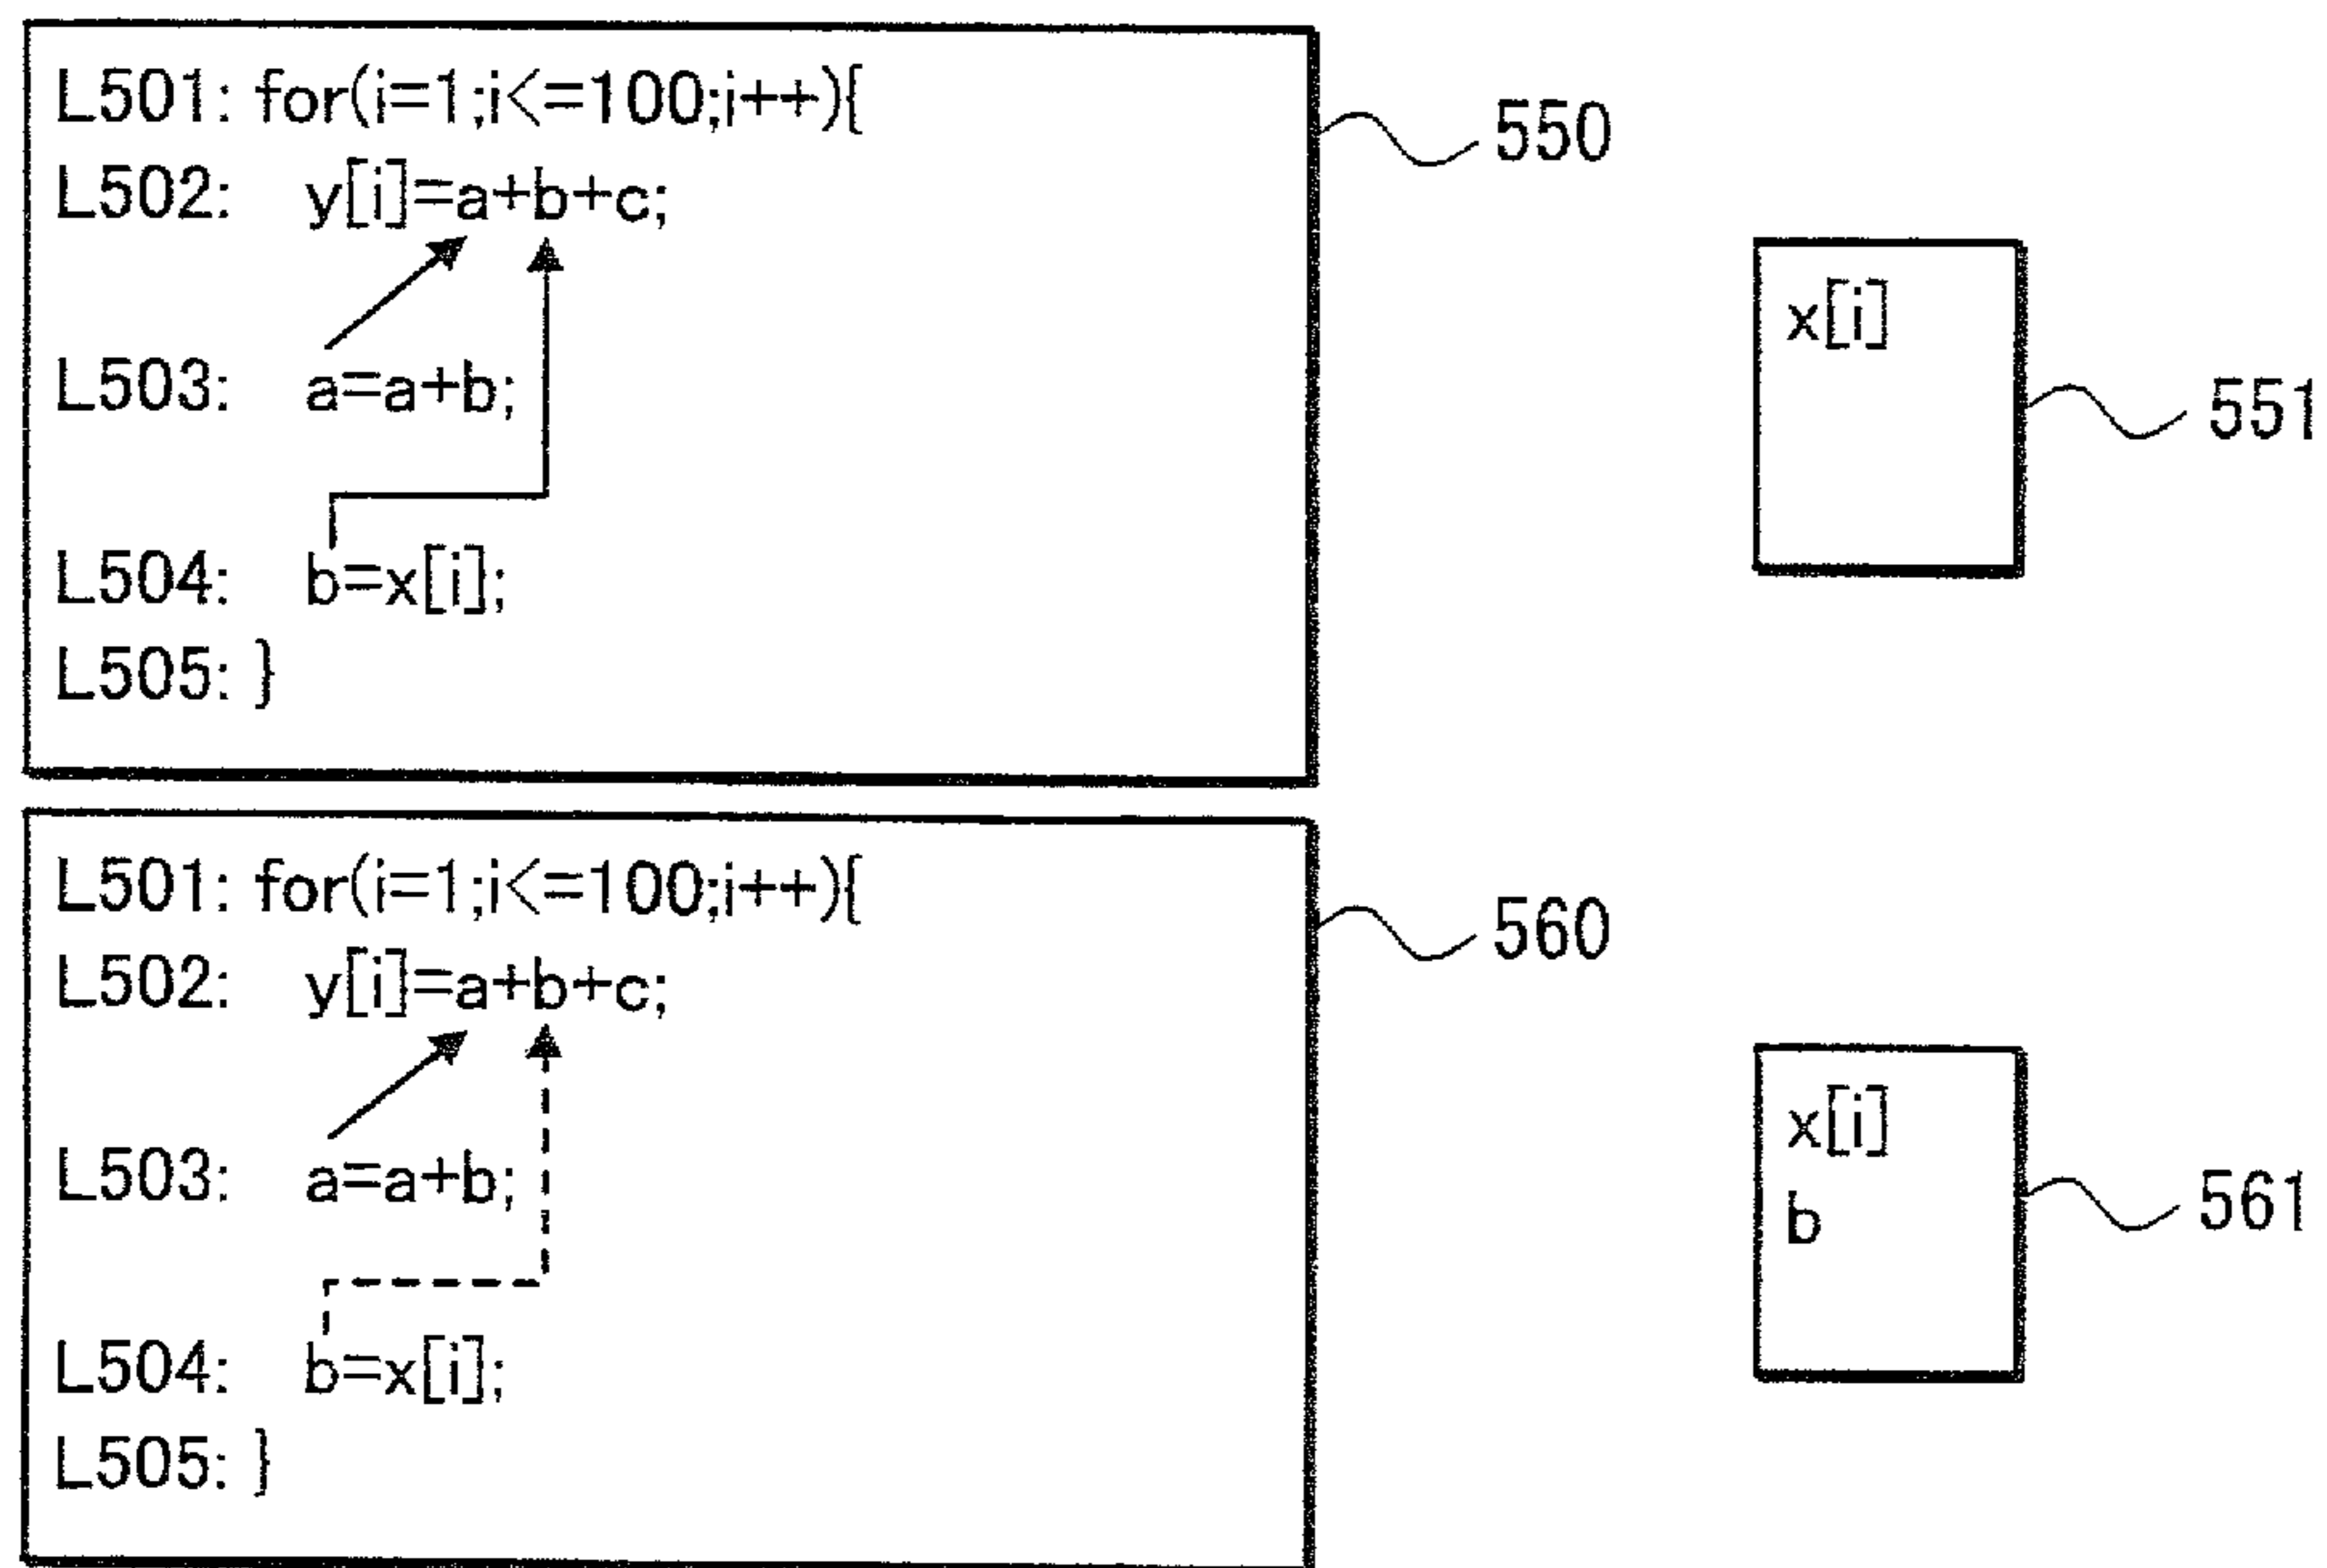 L501: for(i=1;i<=100;i++){
L502: y[i]=a+b+c;
L503: a=a+b;
L504: b=x[i];
L505: }
550
x[i]
551
L501: for(i=1;i<=100;i++){
L502: y[i]=a+b+c;
L503: a=a+b;
L504: b=x[i];
L505: }
560
x[i]
b
561